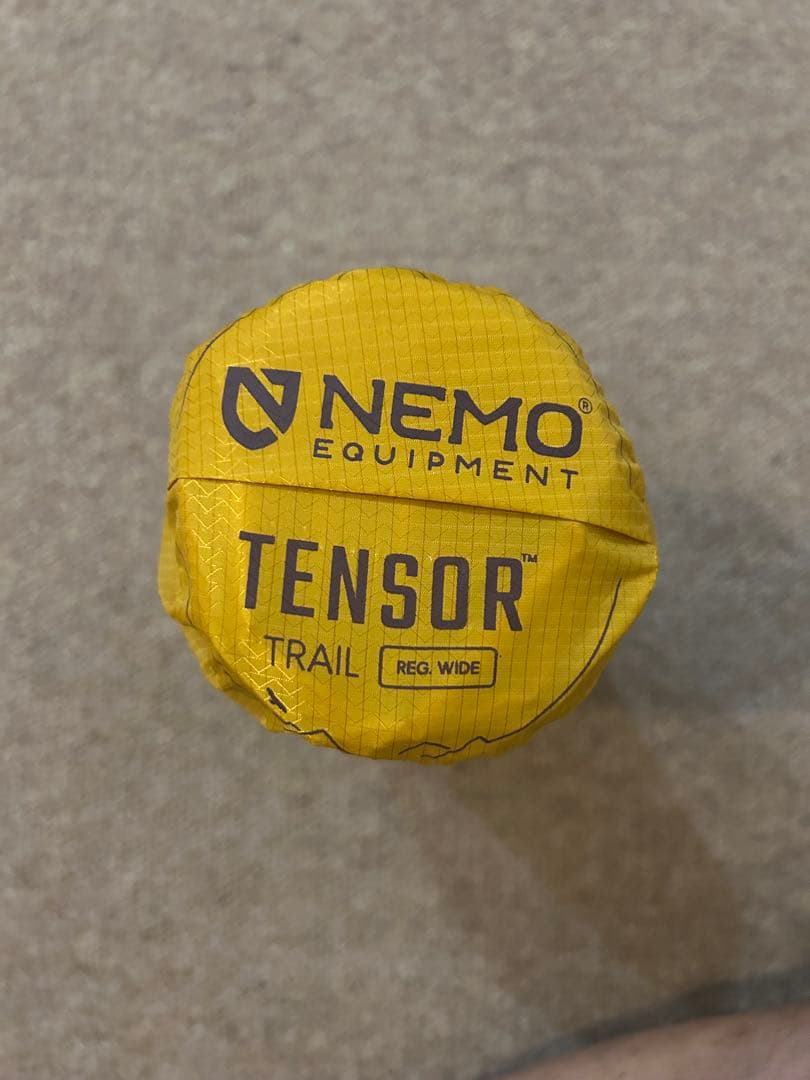 NEMO®
EQUIPMENT
TENSOR™
TRAIL REG. WIDE